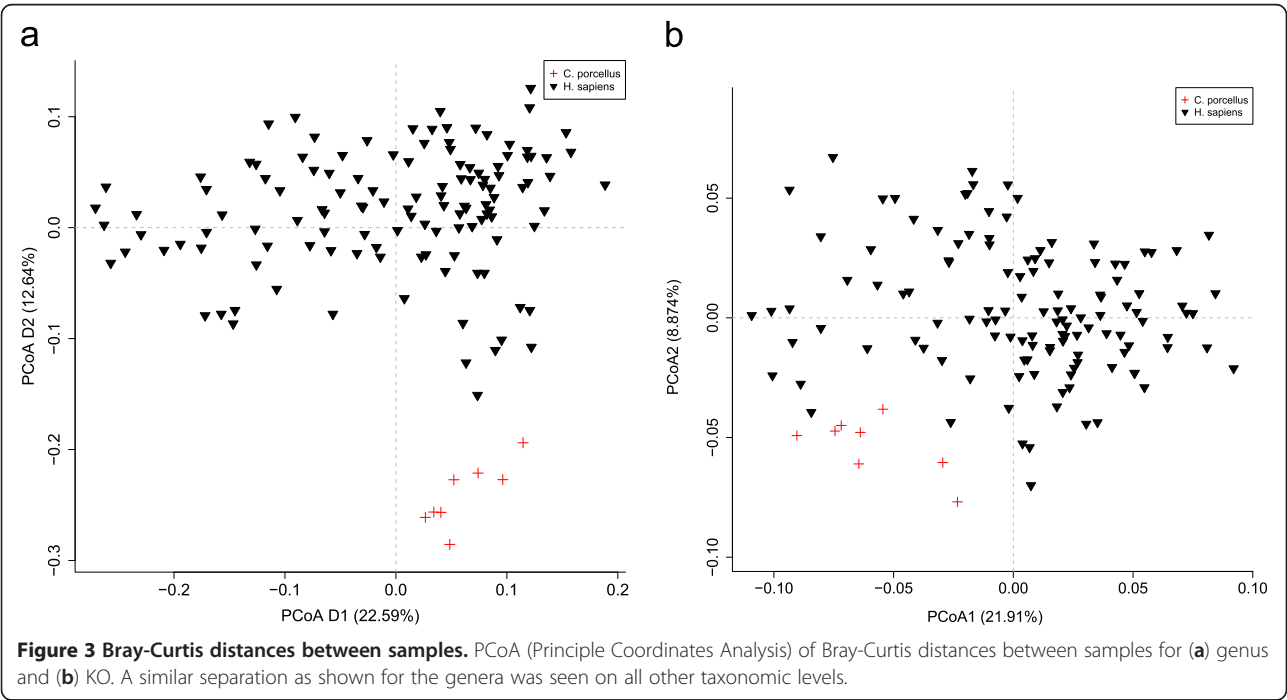 a
C. porcellus
H. sapiens
0.1
0.0
−0.1
−0.2
−0.3
PCoA D2 (12.64%)
−0.2 −0.1 0.0 0.1 0.2
PCoA D1 (22.59%)
b
C. porcellus
H. sapiens
0.05
0.00
−0.05
−0.10
PCoA2 (8.874%)
−0.10 −0.05 0.00 0.05 0.10
PCoA1 (21.91%)
Figure 3 Bray-Curtis distances between samples. PCoA (Principle Coordinates Analysis) of Bray-Curtis distances between samples for (a) genus
and (b) KO. A similar separation as shown for the genera was seen on all other taxonomic levels.